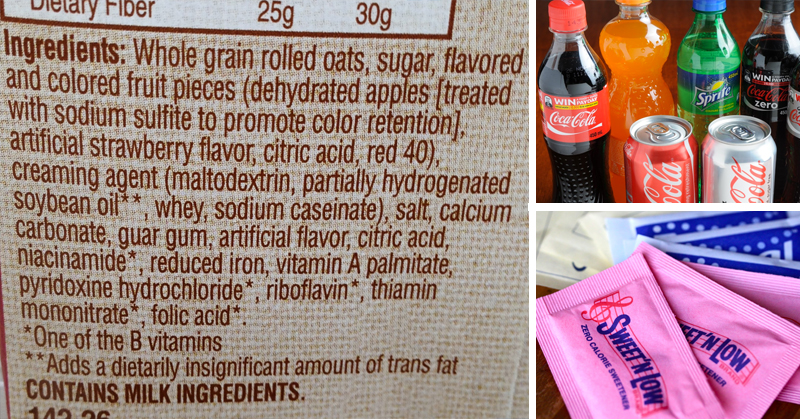 Dietary Fiber 25g 30g
Ingredients: Whole grain rolled oats, sugar, flavored
and colored fruit pieces (dehydrated apples [treated
with sodium sulfite to promote color retention],
artificial strawberry flavor, citric acid, red 40),
creaming agent (maltodextrin, partially hydrogenated
soybean oil**, whey, sodium caseinate), salt, calcium
carbonate, guar gum, artificial flavor, citric acid,
niacinamide*, reduced iron, vitamin A palmitate,
pyridoxine hydrochloride*, riboflavin*, thiamin
mononitrate*, folic acid*.
*One of the B vitamins
**Adds a dietarily insignificant amount of trans fat
CONTAINS MILK INGREDIENTS.
WIN
Coca-Cola
Sprite
WIN
Coca-Cola
zero
SWEET'N LOW
ZERO CALORIE SWEETENER
SWEET'N LOW